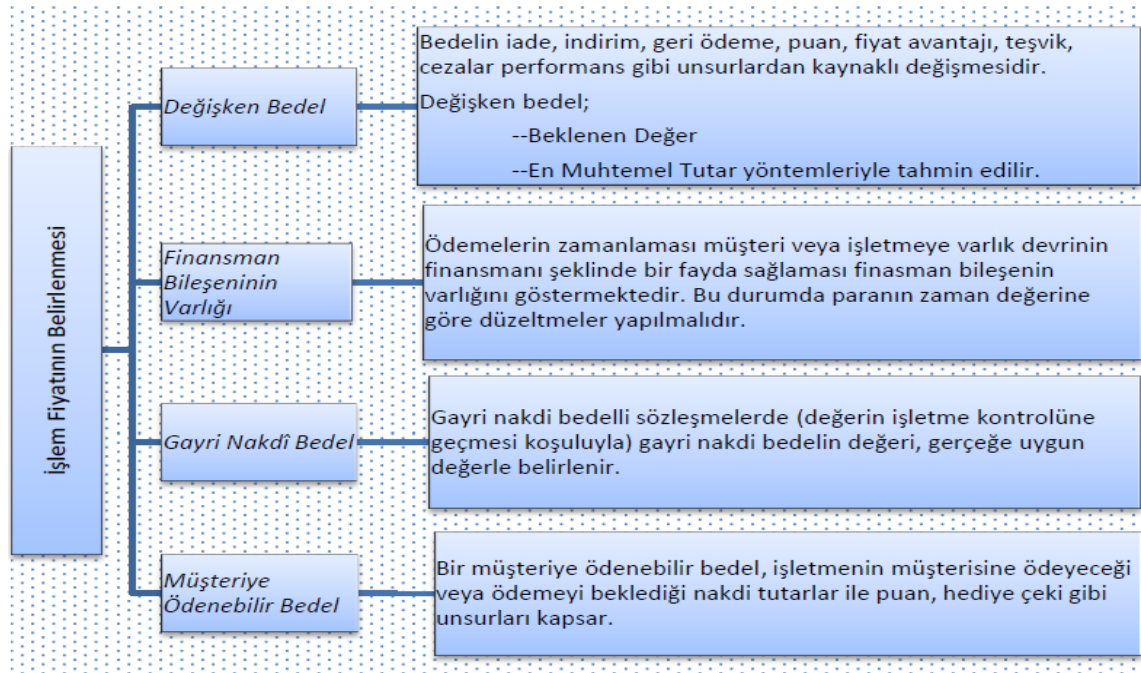 İşlem Fiyatının Belirlenmesi
Değişken Bedel
Bedelin iade, indirim, geri ödeme, puan, fiyat avantajı, teşvik,
cezalar performans gibi unsurlardan kaynaklı değişmesidir.
Değişken bedel;
--Beklenen Değer
--En Muhtemel Tutar yöntemleriyle tahmin edilir.
Finansman
Bileşeninin
Varlığı
Ödemelerin zamanlaması müşteri veya işletmeye varlık devrinin
finansmanı şeklinde bir fayda sağlaması finasman bileşenin
varlığını göstermektedir. Bu durumda paranın zaman değerine
göre düzeltmeler yapılmalıdır.
Gayri Nakdî Bedel
Gayri nakdi bedelli sözleşmelerde (değerin işletme kontrolüne
geçmesi koşuluyla) gayri nakdi bedelin değeri, gerçeğe uygun
değerle belirlenir.
Müşteriye
Ödenebilir Bedel
Bir müşteriye ödenebilir bedel, işletmenin müşterisine ödeyeceği
veya ödemeyi beklediği nakdi tutarlar ile puan, hediye çeki gibi
unsurları kapsar.